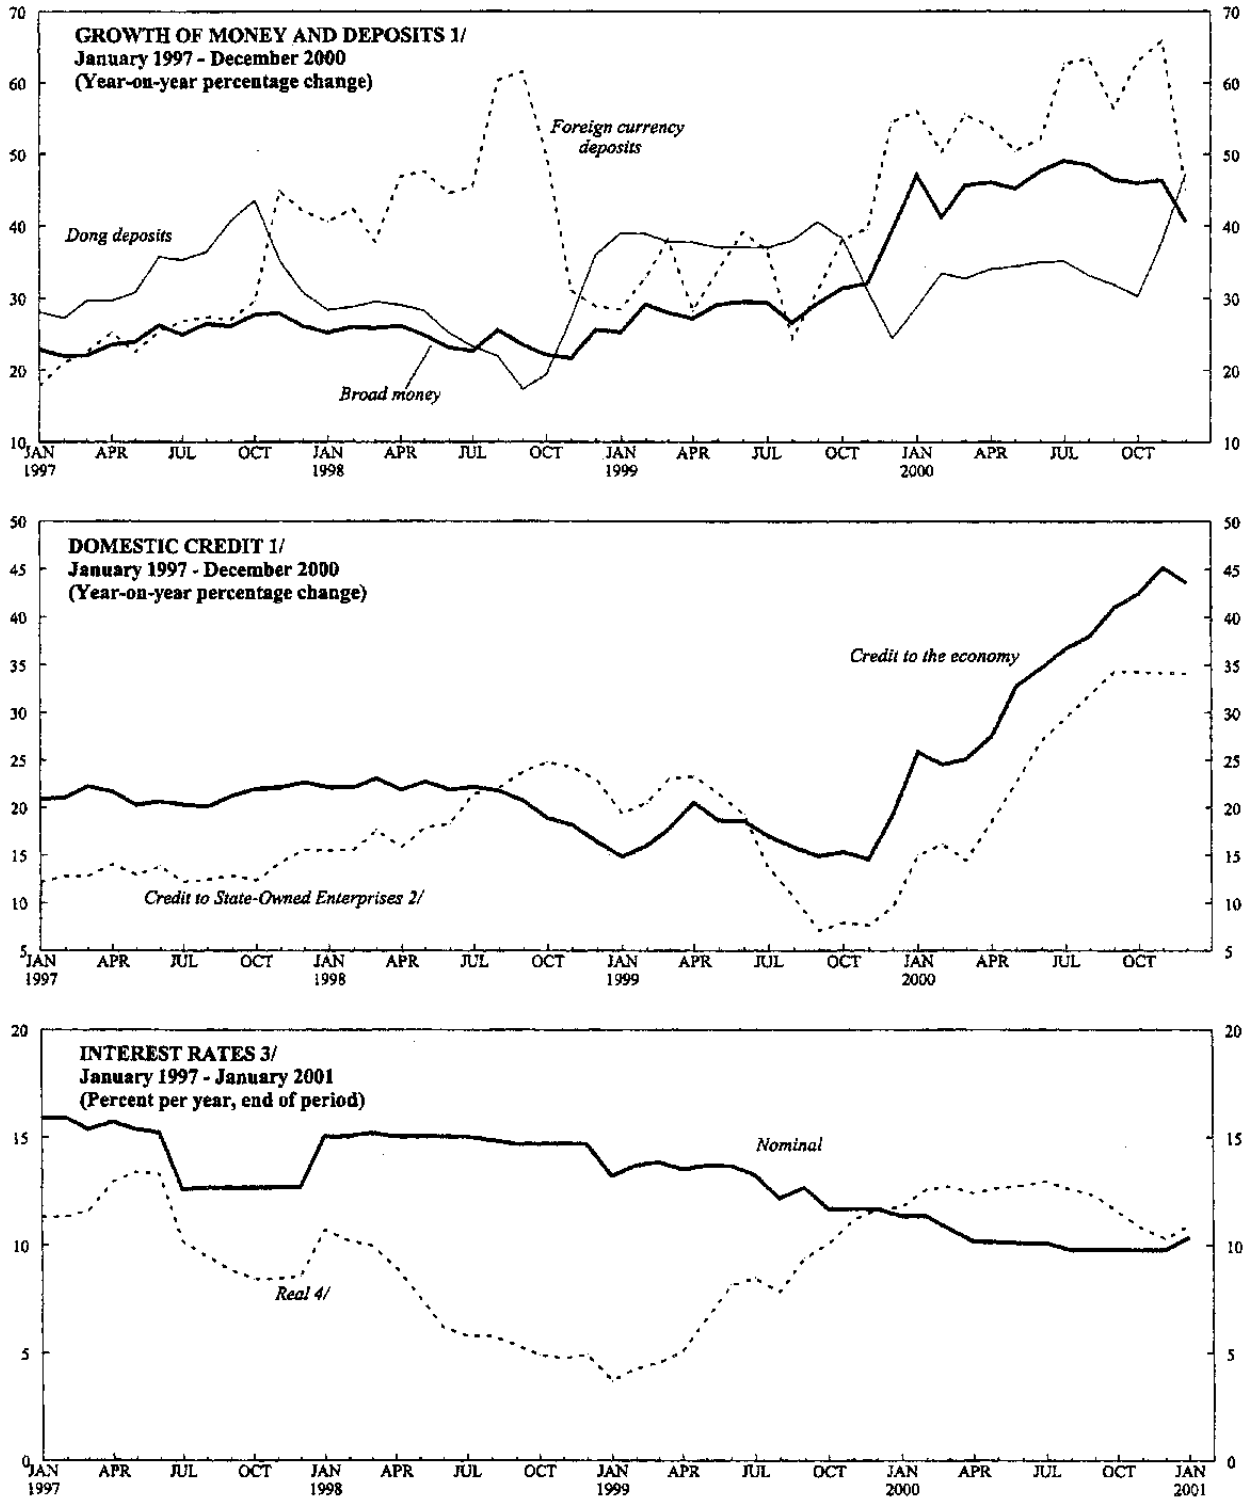 70 70
GROWTH OF MONEY AND DEPOSITS 1/
January 1997 - December 2000
(Year-on-year percentage change)
60 60
Foreign currency
deposits
50 50
40 40
Dong deposits
30 30
20 20
Broad money
10 10
JAN APR JUL OCT JAN APR JUL OCT JAN APR JUL OCT JAN APR JUL OCT
1997 1998 1999 2000
50 50
DOMESTIC CREDIT 1/
January 1997 - December 2000
(Year-on-year percentage change)
45 45
40 40
Credit to the economy
35 35
30 30
25 25
20 20
15 15
Credit to State-Owned Enterprises 2/
10 10
5 5
JAN APR JUL OCT JAN APR JUL OCT JAN APR JUL OCT JAN APR JUL OCT
1997 1998 1999 2000
20 20
INTEREST RATES 3/
January 1997 - January 2001
(Percent per year, end of period)
15 15
Nominal
10 10
Real 4/
5 5
0 0
JAN APR JUL OCT JAN APR JUL OCT JAN APR JUL OCT JAN APR JUL OCT JAN
1997 1998 1999 2000 2001